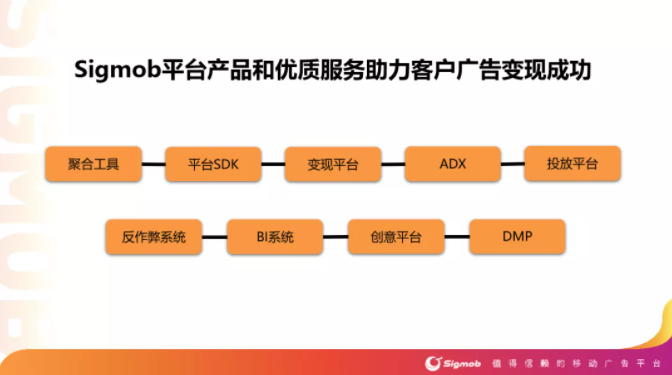 Sigmob平台产品和优质服务助力客户广告变现成功
聚合工具
平台SDK
变现平台
ADX
投放平台
反作弊系统
BI系统
创意平台
DMP
SIGMOB
Sigmob 值得信赖的移动广告平台